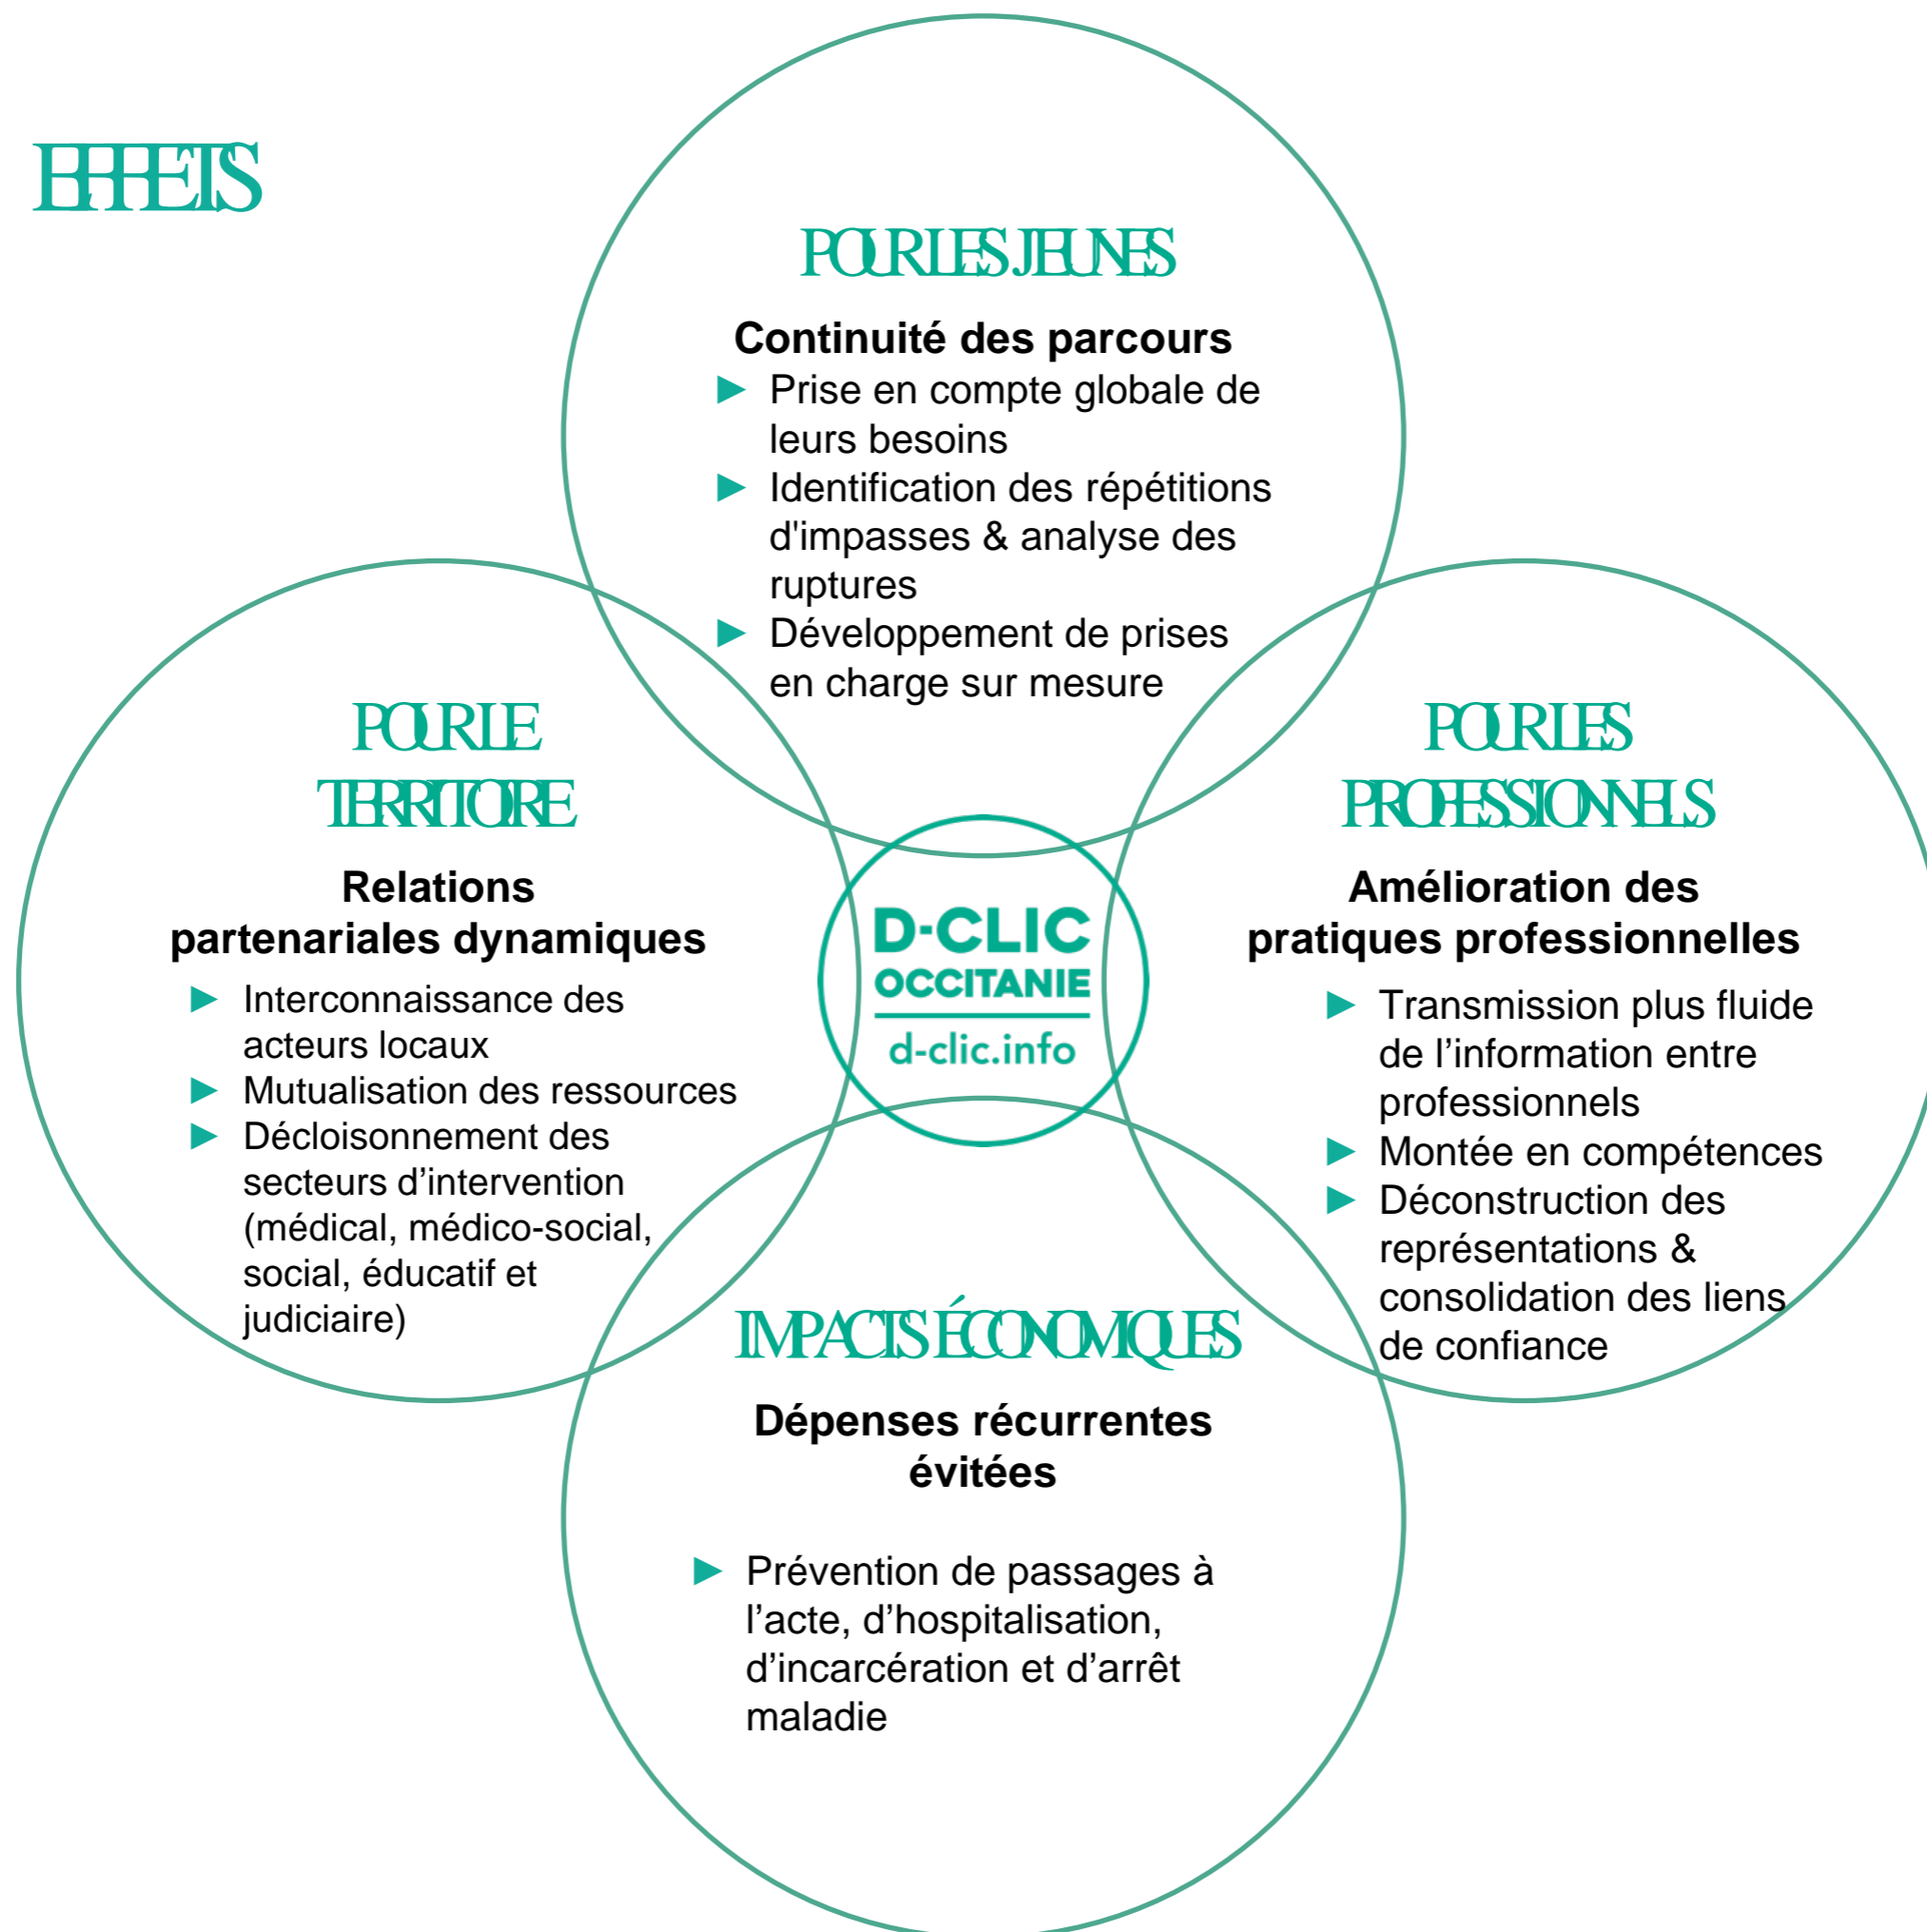 EFFETS
POUR LES JEUNES
Continuité des parcours
► Prise en compte globale de
leurs besoins
► Identification des répétitions
d'impasses & analyse des
ruptures
► Développement de prises
en charge sur mesure
POUR LE
TERRITOIRE
Relations
partenariales dynamiques
► Interconnaissance des
acteurs locaux
► Mutualisation des ressources
► Décloisonnement des
secteurs d’intervention
(médical, médico-social,
social, éducatif et
judiciaire)
D-CLIC
OCCITANIE
d-clic.info
POUR LES
PROFESSIONNELS
Amélioration des
pratiques professionnelles
► Transmission plus fluide
de l’information entre
professionnels
► Montée en compétences
► Déconstruction des
représentations &
consolidation des liens
de confiance
IMPACTS ÉCONOMIQUES
Dépenses récurrentes
évitées
► Prévention de passages à
l’acte, d’hospitalisation,
d’incarcération et d’arrêt
maladie